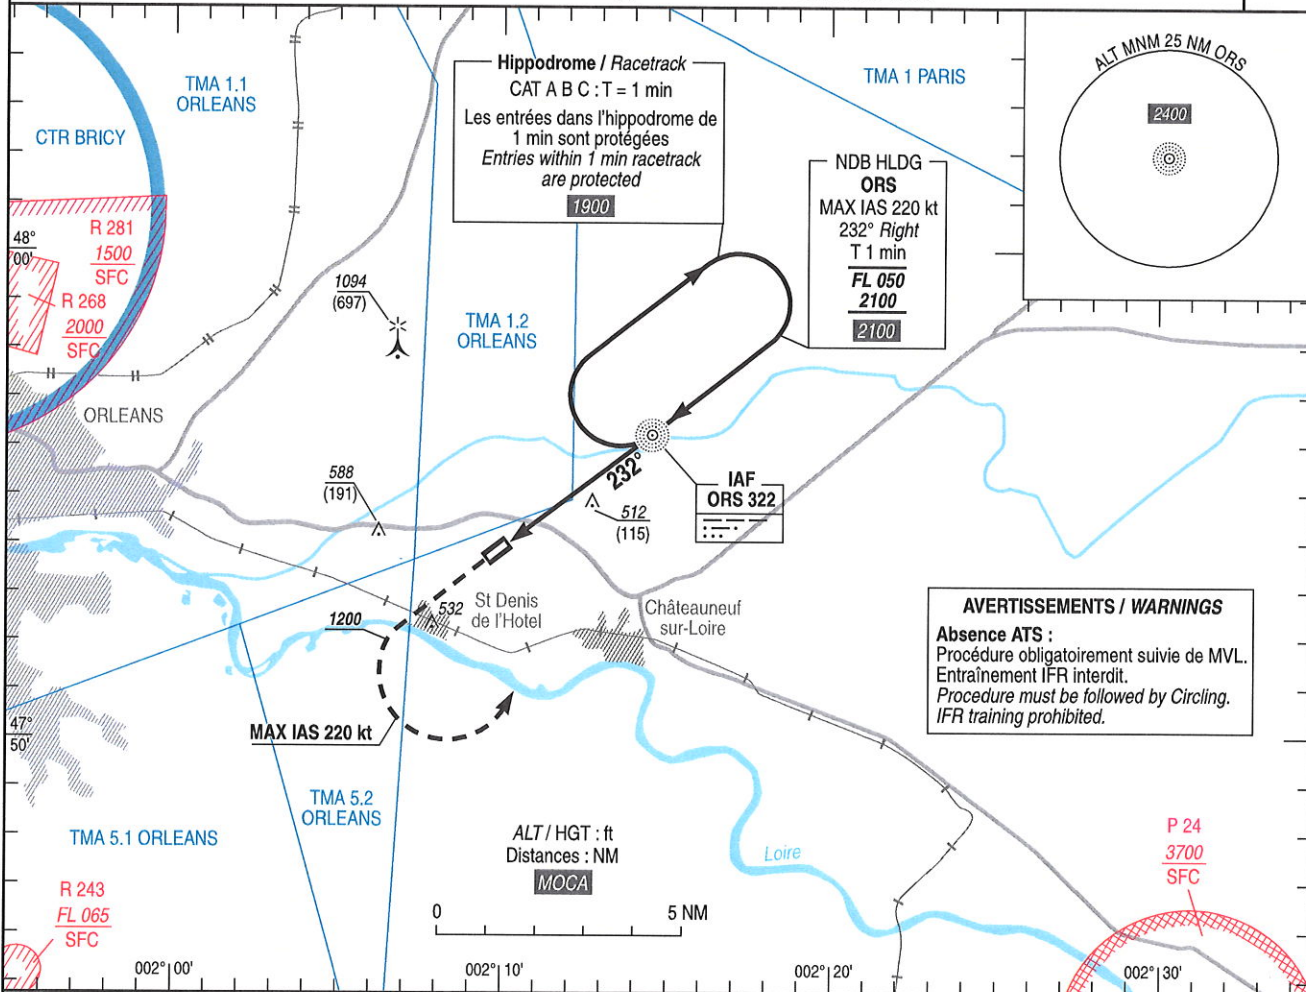 TMA 1.1
ORLEANS
CTR BRICY
R 281
1500
SFC
48°
00'
R 268
2000
SFC
ORLEANS
1094
(697)
TMA 1.2
ORLEANS
Hippodrome / Racetrack
CAT A B C : T = 1 min
Les entrées dans l'hippodrome de
1 min sont protégées
Entries within 1 min racetrack
are protected
1900
TMA 1 PARIS
NDB HLDG
ORS
MAX IAS 220 kt
232° Right
T 1 min
FL 050
2100
2100
ALT MNM 25 NM ORS
2400
588
(191)
232°
512
(115)
IAF
ORS 322
532
St Denis
de l'Hotel
Châteauneuf
sur-Loire
1200
MAX IAS 220 kt
AVERTISSEMENTS / WARNINGS
Absence ATS :
Procédure obligatoirement suivie de MVL.
Entraînement IFR interdit.
Procedure must be followed by Circling.
IFR training prohibited.
47°
50'
TMA 5.1 ORLEANS
TMA 5.2
ORLEANS
ALT / HGT : ft
Distances : NM
MOCA
0
5 NM
Loire
P 24
3700
SFC
R 243
FL 065
SFC
002° 00'
002° 10'
002° 20'
002° 30'